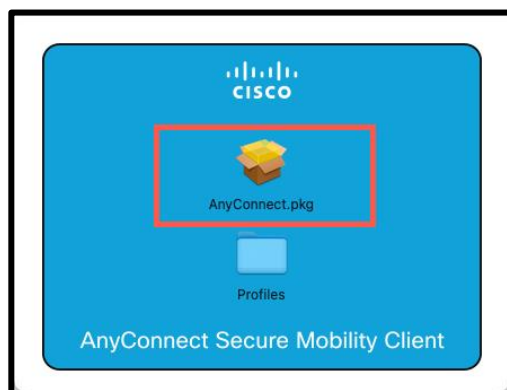 CISCO
AnyConnect.pkg
Profiles
AnyConnect Secure Mobility Client